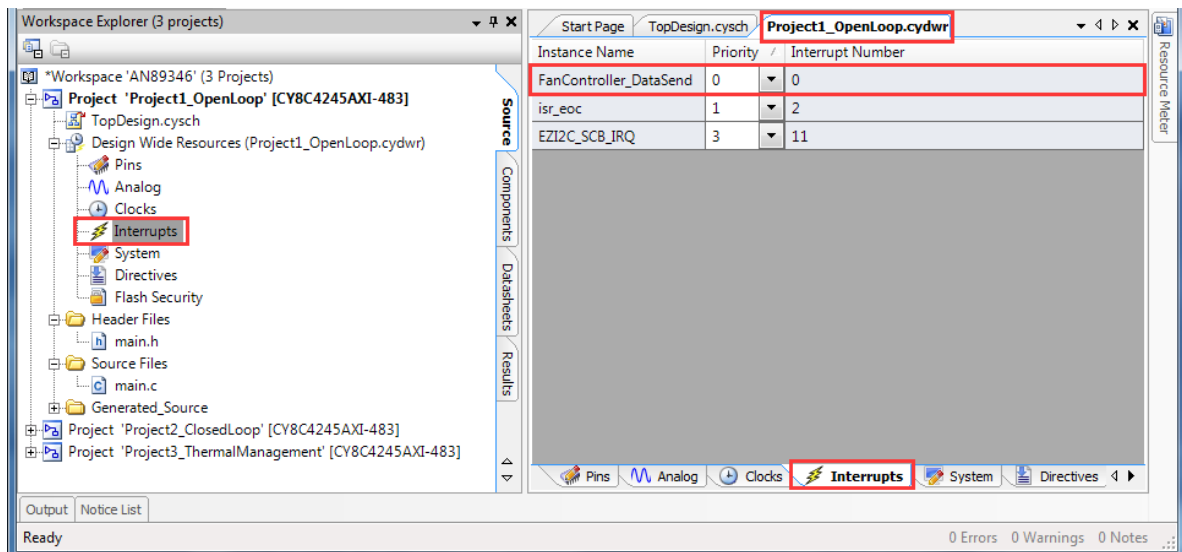 Workspace Explorer (3 projects)
*Workspace 'AN89346' (3 Projects)
Project 'Project1_OpenLoop' [CY8C4245AXI-483]
TopDesign.cysch
Design Wide Resources (Project1_OpenLoop.cydwr)
Pins
Analog
Clocks
Interrupts
System
Directives
Flash Security
Header Files
main.h
Source Files
main.c
Generated_Source
Project 'Project2_ClosedLoop' [CY8C4245AXI-483]
Project 'Project3_ThermalManagement' [CY8C4245AXI-483]
Source
Components
Datasheets
Results
Start Page TopDesign.cysch Project1_OpenLoop.cydwr
Instance Name Priority / Interrupt Number
FanController_DataSend 0 0
isr_eoc 1 2
EZI2C_SCB_IRQ 3 11
Pins Analog Clocks Interrupts System Directives
Resource Meter
Output Notice List
Ready 0 Errors 0 Warnings 0 Notes